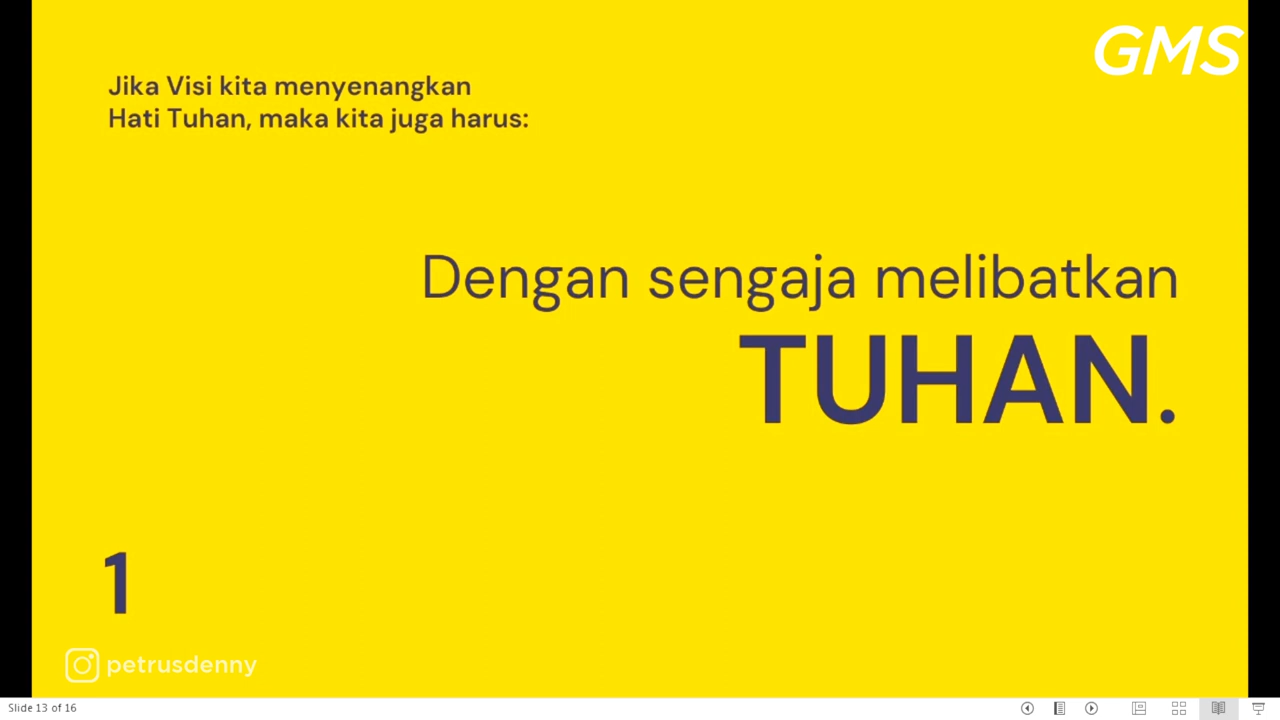 GMS
Jika Visi kita menyenangkan
Hati Tuhan, maka kita juga harus:
Dengan sengaja melibatkan
TUHAN.
1
petrusdenny
Slide 13 of 16